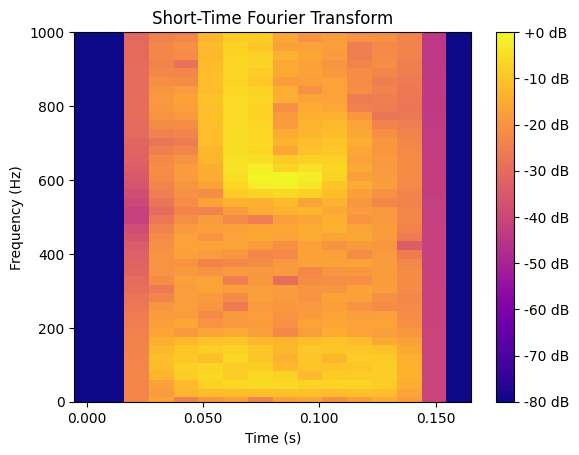 Short-Time Fourier Transform
Frequency (Hz)
1000
800
600
400
200
0
0.000
0.050
0.100
0.150
Time (s)
+0 dB
-10 dB
-20 dB
-30 dB
-40 dB
-50 dB
-60 dB
-70 dB
-80 dB